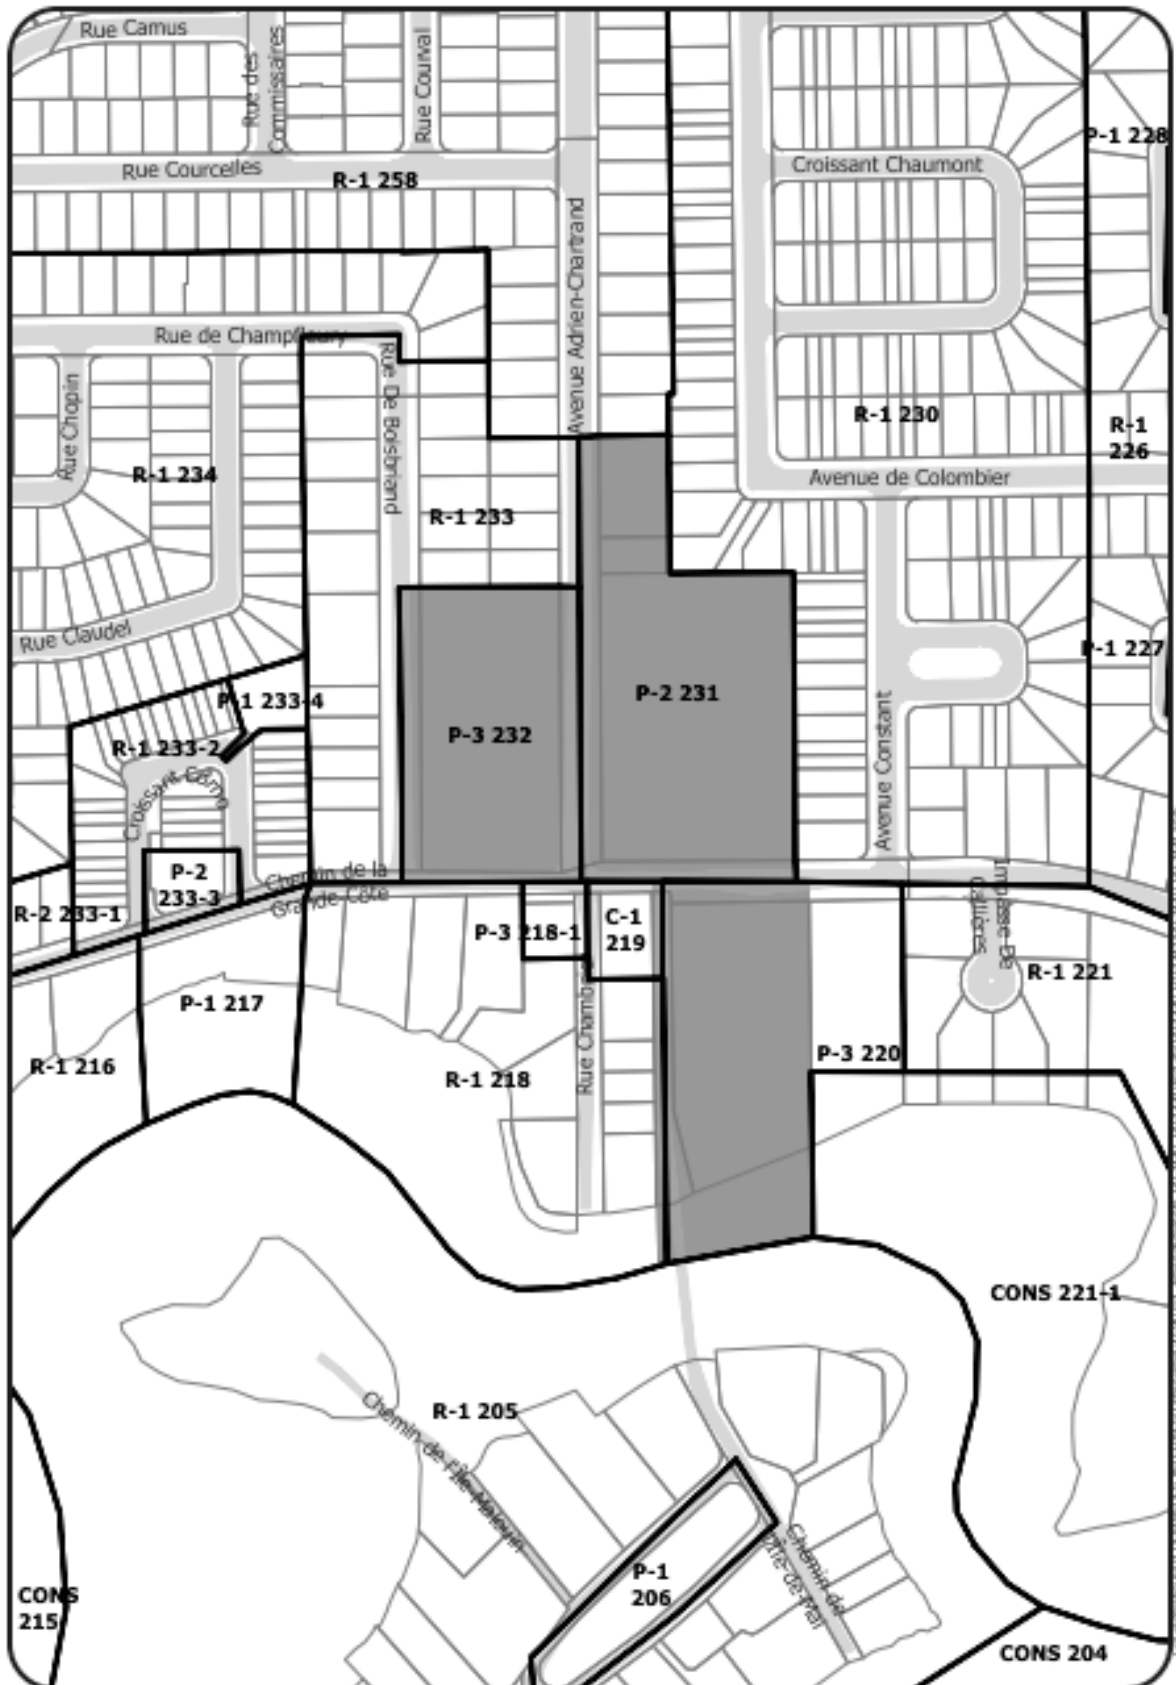 Rue Camus
Rue des
Commissaires
Rue Courval
P-1 228
Rue Courcelles
R-1 258
Croissant Chaumont
Avenue Adrien-Chartrand
Rue de Champfleury
Rue De Boisbriand
Rue Chopin
R-1 230
R-1
226
R-1 234
Avenue de Colombier
R-1 233
Rue Claudel
P-1 227
P-2 231
P-1 233-4
P-3 232
R-1 233-2
Croissant Côme
Avenue Constant
P-2
233-3
Chemin de la
Grande-Côte
R-2 233-1
P-3 218-1
C-1
219
Impasse De
Callières
R-1 221
P-1 217
R-1 216
R-1 218
P-3 220
CONS 221-1
R-1 205
Chemin de l'Île-Malouin
Chemin de
P-1
206
CONS
215
CONS 204